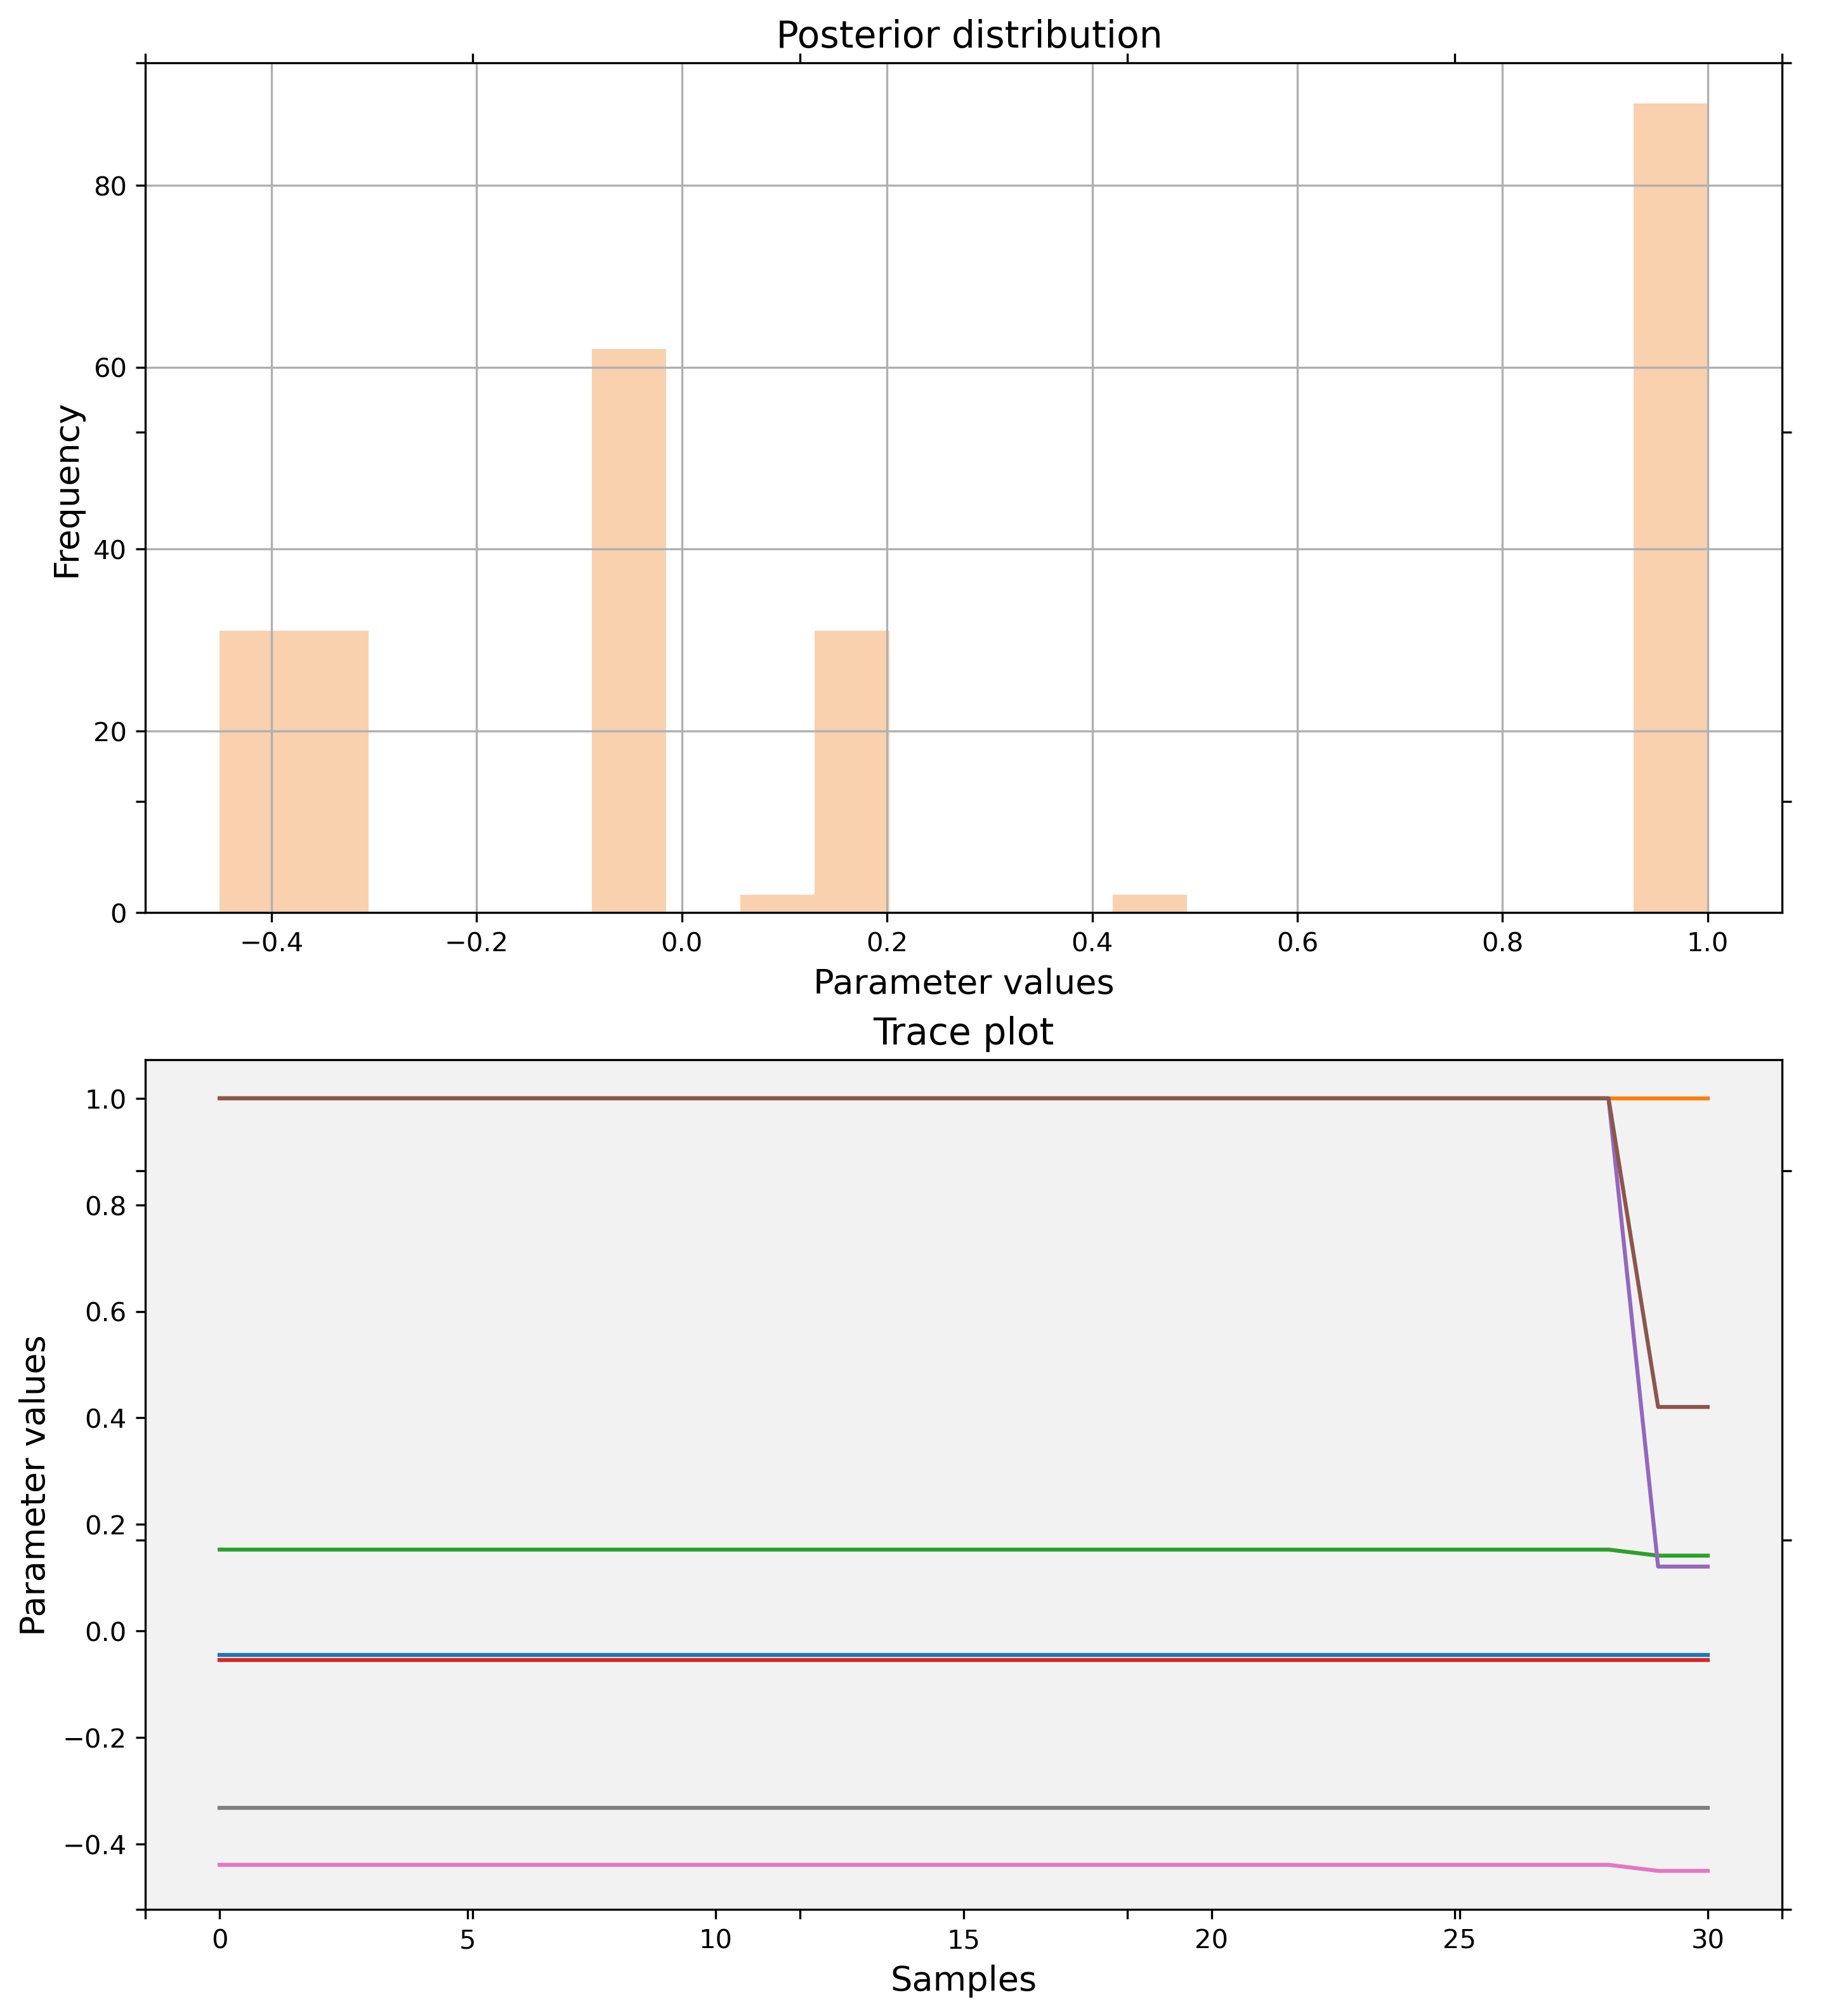 Posterior distribution
80
60
40
20
0
Frequency
−0.4 −0.2 0.0 0.2 0.4 0.6 0.8 1.0
Parameter values
Trace plot
1.0
0.8
0.6
0.4
0.2
0.0
−0.2
−0.4
Parameter values
0 5 10 15 20 25 30
Samples